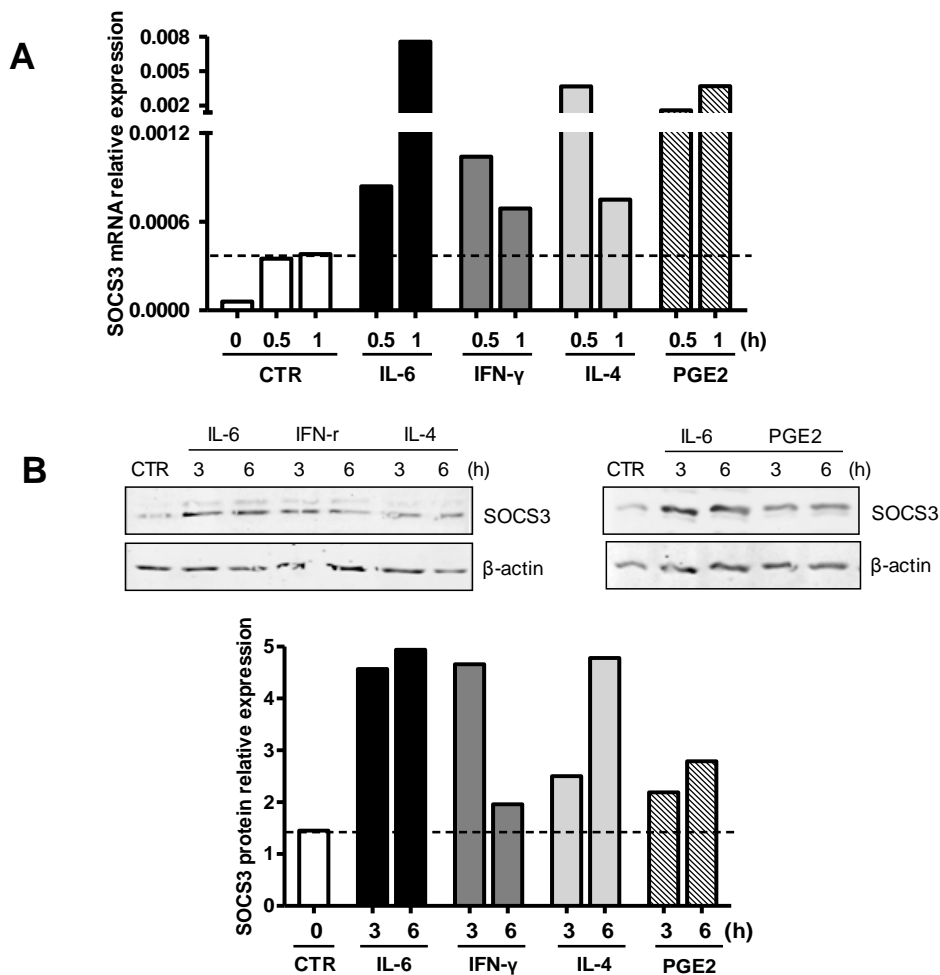 A
SOCS3 mRNA relative expression
0.008
0.005
0.002
0.0012
0.0006
0.0000
0 0.5 1 0.5 1 0.5 1 0.5 1 0.5 1 (h)
CTR IL-6 IFN-γ IL-4 PGE2
B
IL-6 IFN-r IL-4
CTR 3 6 3 6 3 6 (h)
SOCS3
β-actin
IL-6 PGE2
CTR 3 6 3 6 (h)
SOCS3
β-actin
SOCS3 protein relative expression
5
4
3
2
1
0
0 3 6 3 6 3 6 3 6 (h)
CTR IL-6 IFN-γ IL-4 PGE2